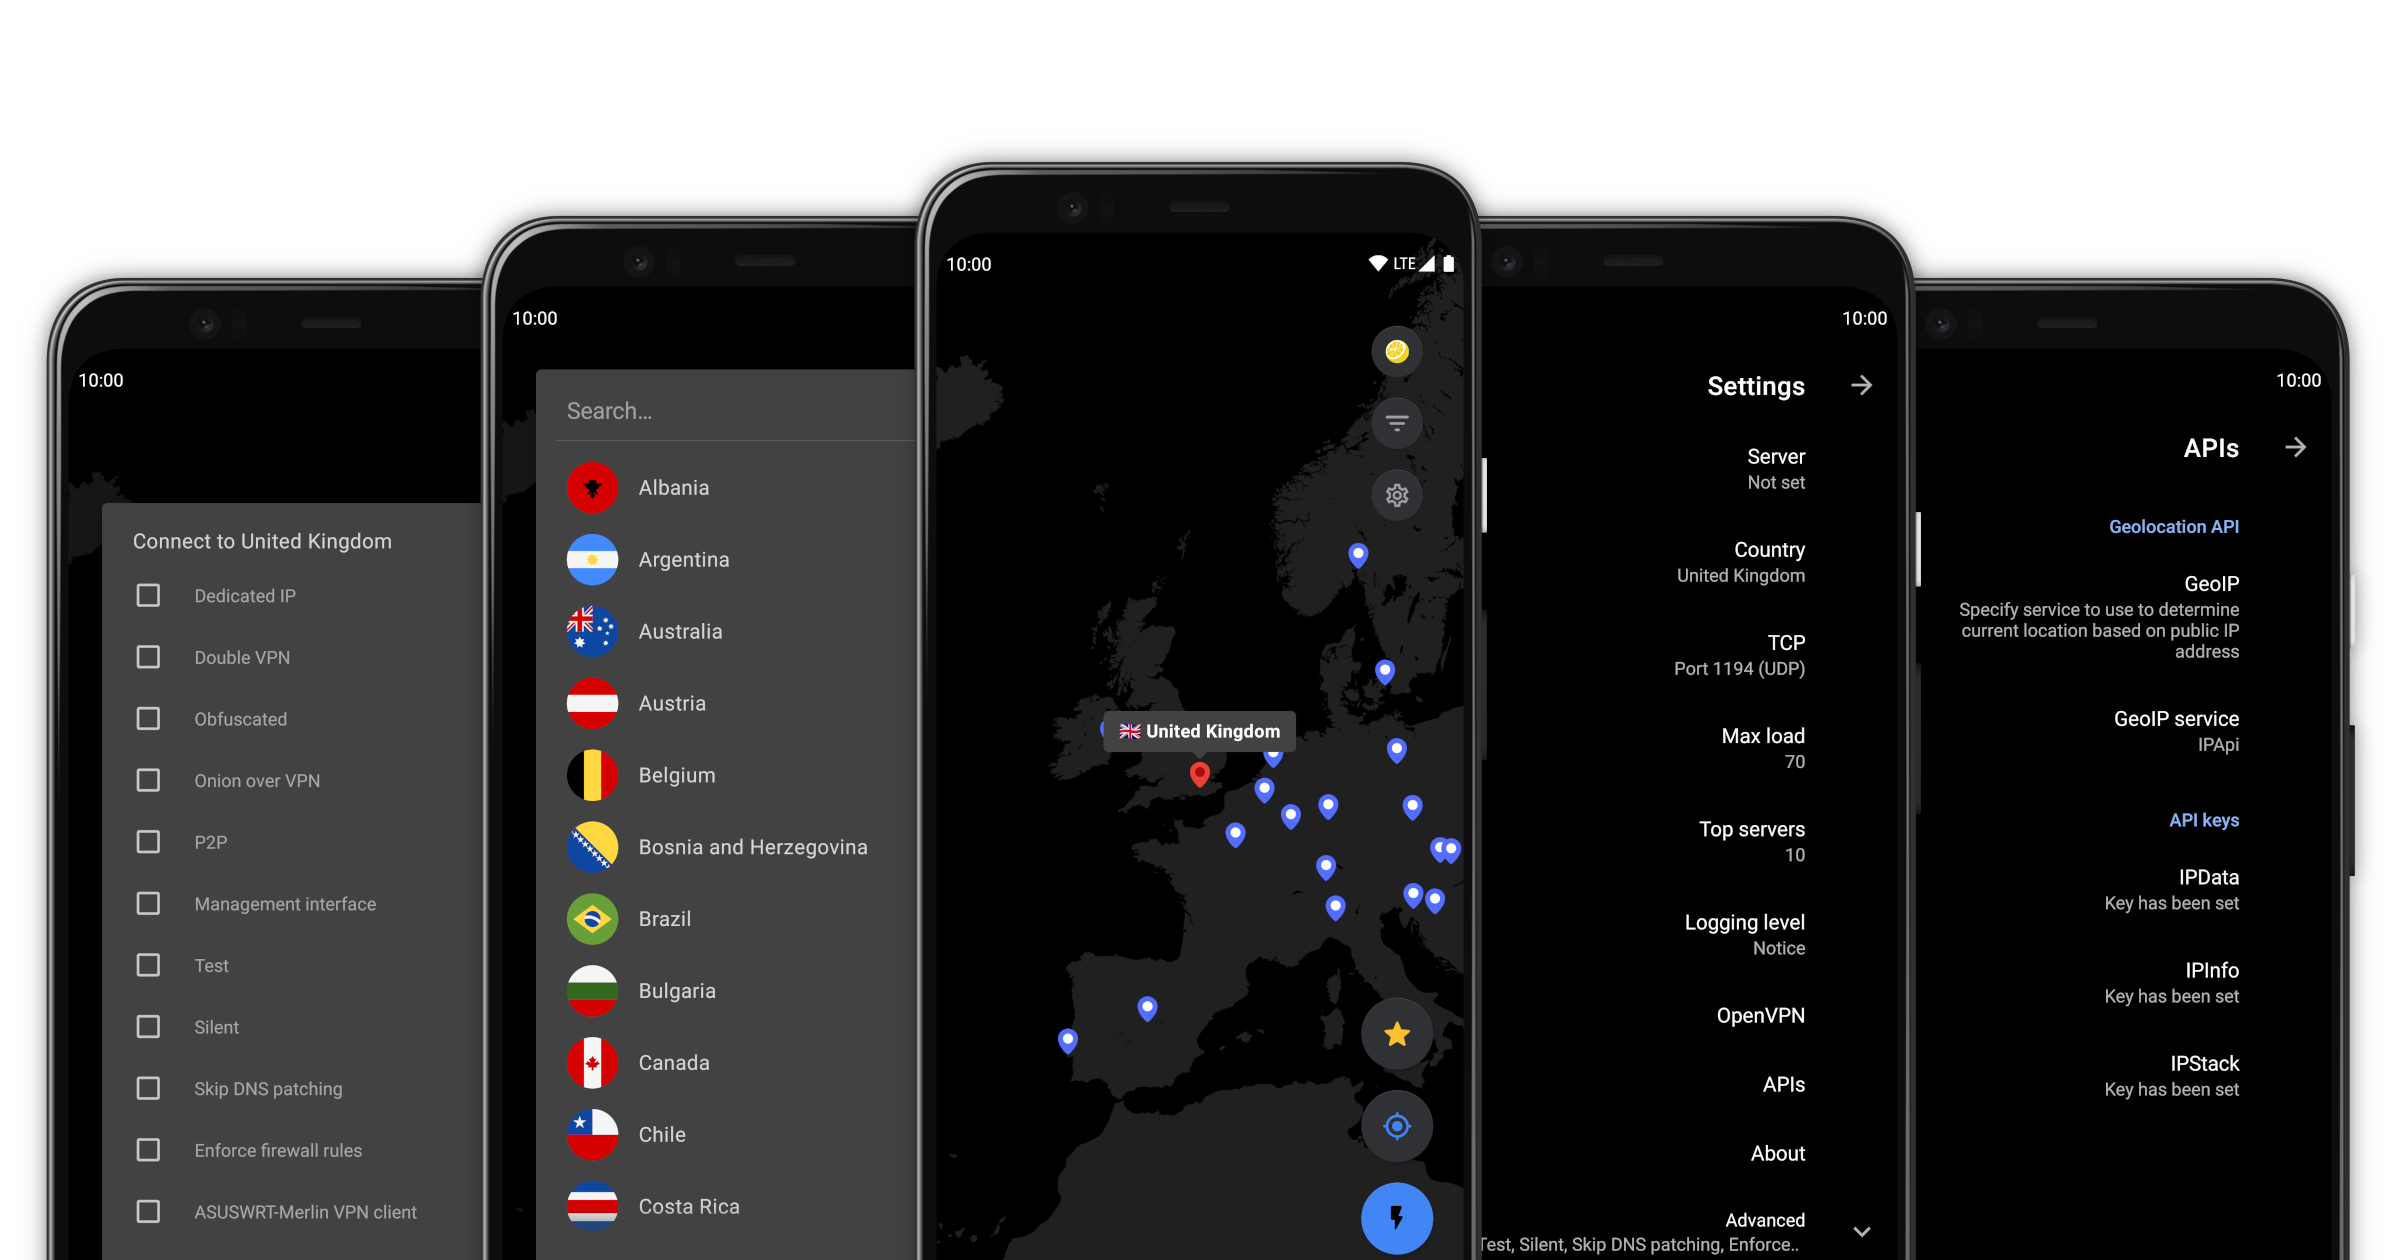 10:00
Connect to United Kingdom
Dedicated IP
Double VPN
Obfuscated
Onion over VPN
P2P
Management interface
Test
Silent
Skip DNS patching
Enforce firewall rules
ASUSWRT-Merlin VPN client
10:00
Search...
Albania
Argentina
Australia
Austria
Belgium
Bosnia and Herzegovina
Brazil
Bulgaria
Canada
Chile
Costa Rica
10:00
LTE
United Kingdom
10:00
Settings
Server
Not set
Country
United Kingdom
TCP
Port 1194 (UDP)
Max load
70
Top servers
10
Logging level
Notice
OpenVPN
APIs
About
Advanced
Test, Silent, Skip DNS patching, Enforce..
10:00
APIs
Geolocation API
GeoIP
Specify service to use to determine
current location based on public IP
address
GeoIP service
IPApi
API keys
IPData
Key has been set
IPInfo
Key has been set
IPStack
Key has been set